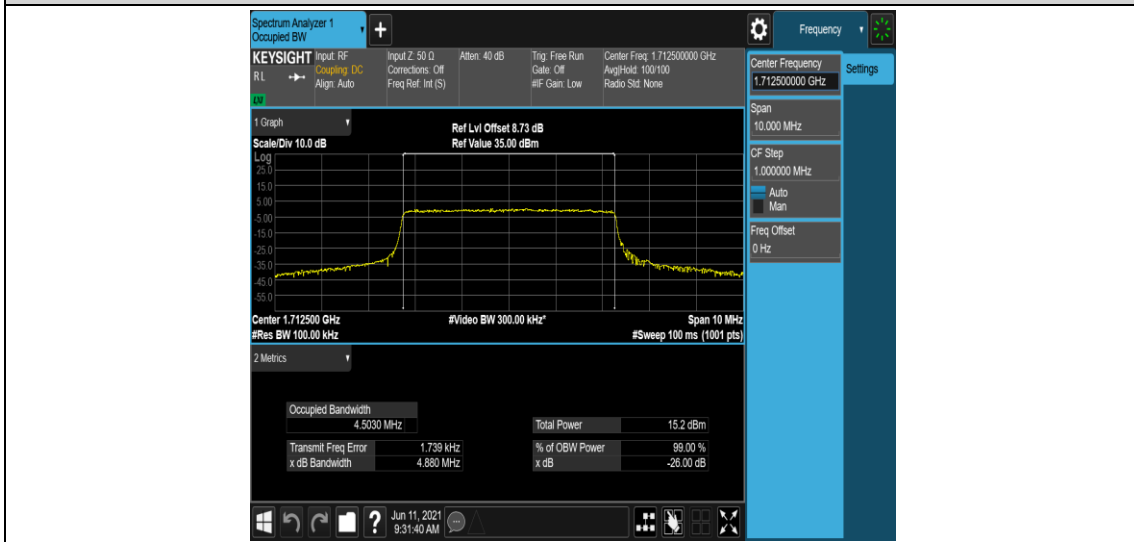 Spectrum Analyzer 1
Occupied BW
Frequency
KEYSIGHT
Input: RF
Coupling: DC
Align: Auto
Input Z: 50 Ω
Corrections: Off
Freq Ref: Int (S)
Atten: 40 dB
Trig: Free Run
Gate: Off
#IF Gain: Low
Center Freq: 1.712500000 GHz
Avg|Hold: 100/100
Radio Std: None
RL
LXI
Center Frequency
1.712500000 GHz
Settings
Span
10.000 MHz
CF Step
1.000000 MHz
Auto
Man
Freq Offset
0 Hz
1 Graph
Scale/Div 10.0 dB
Ref Lvl Offset 8.73 dB
Ref Value 35.00 dBm
Log
25.0
15.0
5.00
-5.00
-15.0
-25.0
-35.0
-45.0
-55.0
Center 1.712500 GHz
#Video BW 300.00 kHz*
Span 10 MHz
#Res BW 100.00 kHz
#Sweep 100 ms (1001 pts)
2 Metrics
Occupied Bandwidth
4.5030 MHz
Total Power 15.2 dBm
Transmit Freq Error 1.739 kHz
% of OBW Power 99.00 %
x dB Bandwidth 4.880 MHz
x dB -26.00 dB
?
Jun 11, 2021
9:31:40 AM